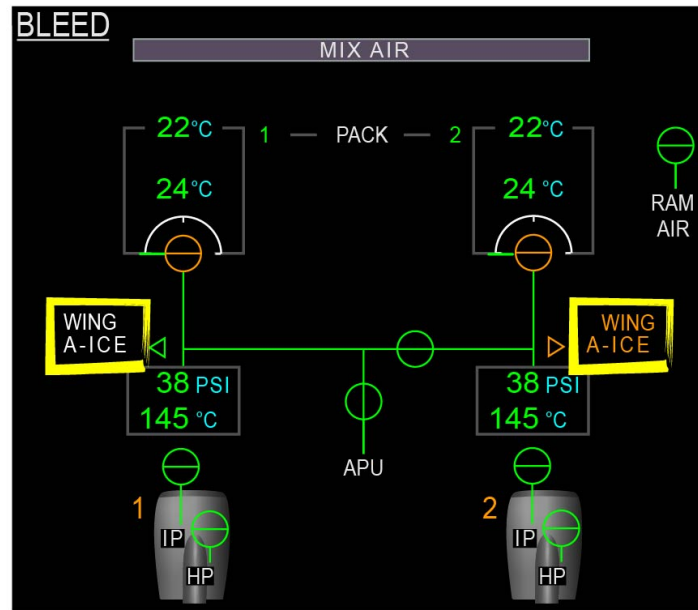 BLEED
MIX AIR
22°C 1 — PACK — 2 22°C
24 °C 24 °C
RAM
AIR
WING
A-ICE
WING
A-ICE
38 PSI
145 °C
38 PSI
145 °C
APU
1
IP
HP
2
IP
HP